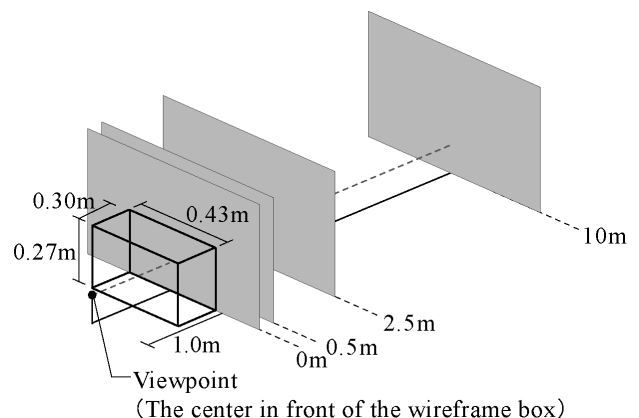 0.30m
0.43m
0.27m
10m
2.5m
0.5m
1.0m
0m
Viewpoint
(The center in front of the wireframe box)